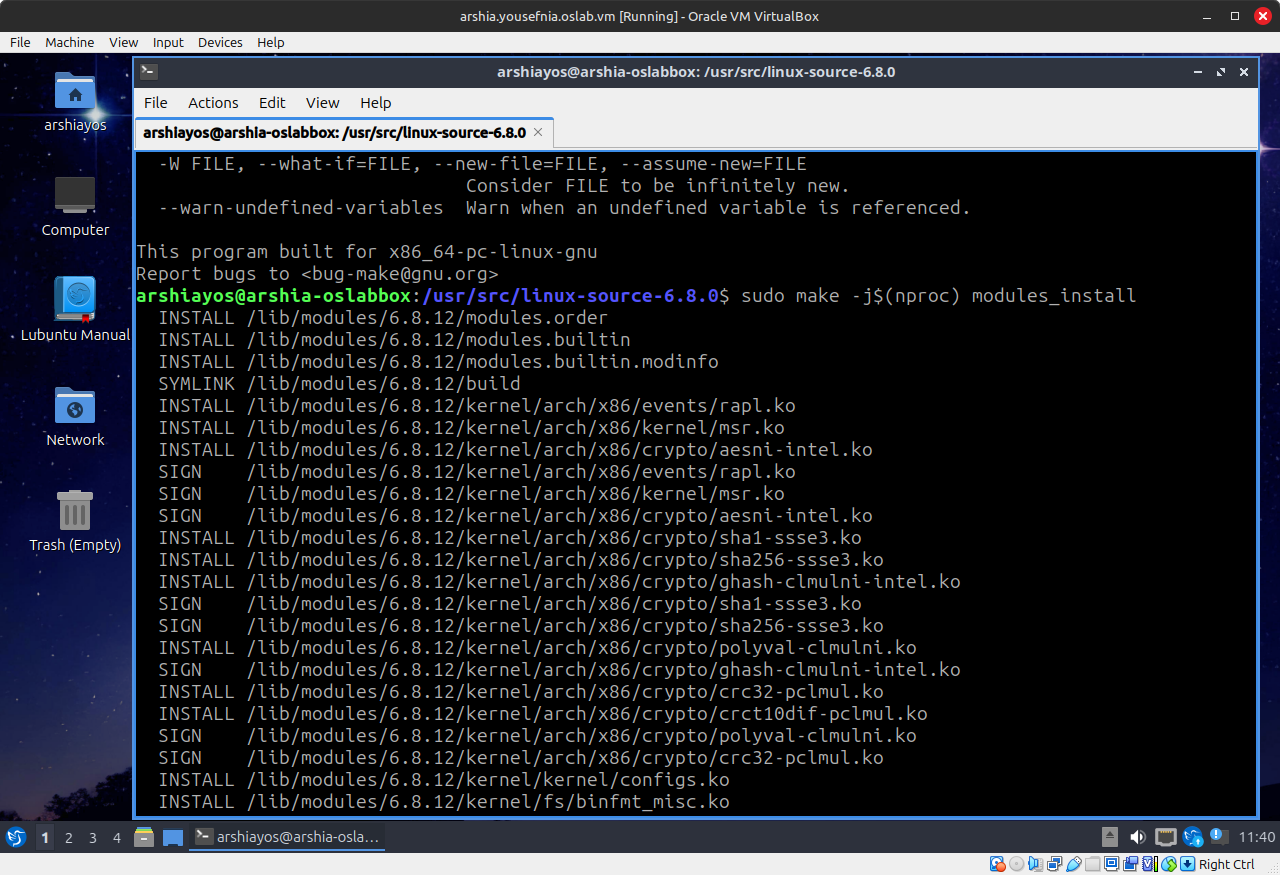 arshia.yousefnia.oslab.vm [Running] - Oracle VM VirtualBox
File Machine View Input Devices Help
arshiayos@arshia-oslabbox: /usr/src/linux-source-6.8.0
File Actions Edit View Help
arshiayos@arshia-oslabbox: /usr/src/linux-source-6.8.0
arshiayos
Computer
Lubuntu Manual
Network
Trash (Empty)
-W FILE, --what-if=FILE, --new-file=FILE, --assume-new=FILE
Consider FILE to be infinitely new.
--warn-undefined-variables Warn when an undefined variable is referenced.
This program built for x86_64-pc-linux-gnu
Report bugs to <bug-make@gnu.org>
arshiayos@arshia-oslabbox:/usr/src/linux-source-6.8.0$ sudo make -j$(nproc) modules_install
INSTALL /lib/modules/6.8.12/modules.order
INSTALL /lib/modules/6.8.12/modules.builtin
INSTALL /lib/modules/6.8.12/modules.builtin.modinfo
SYMLINK /lib/modules/6.8.12/build
INSTALL /lib/modules/6.8.12/kernel/arch/x86/events/rapl.ko
INSTALL /lib/modules/6.8.12/kernel/arch/x86/kernel/msr.ko
INSTALL /lib/modules/6.8.12/kernel/arch/x86/crypto/aesni-intel.ko
SIGN /lib/modules/6.8.12/kernel/arch/x86/events/rapl.ko
SIGN /lib/modules/6.8.12/kernel/arch/x86/kernel/msr.ko
SIGN /lib/modules/6.8.12/kernel/arch/x86/crypto/aesni-intel.ko
INSTALL /lib/modules/6.8.12/kernel/arch/x86/crypto/sha1-ssse3.ko
INSTALL /lib/modules/6.8.12/kernel/arch/x86/crypto/sha256-ssse3.ko
INSTALL /lib/modules/6.8.12/kernel/arch/x86/crypto/ghash-clmulni-intel.ko
SIGN /lib/modules/6.8.12/kernel/arch/x86/crypto/sha1-ssse3.ko
SIGN /lib/modules/6.8.12/kernel/arch/x86/crypto/sha256-ssse3.ko
INSTALL /lib/modules/6.8.12/kernel/arch/x86/crypto/polyval-clmulni.ko
SIGN /lib/modules/6.8.12/kernel/arch/x86/crypto/ghash-clmulni-intel.ko
INSTALL /lib/modules/6.8.12/kernel/arch/x86/crypto/crc32-pclmul.ko
INSTALL /lib/modules/6.8.12/kernel/arch/x86/crypto/crct10dif-pclmul.ko
SIGN /lib/modules/6.8.12/kernel/arch/x86/crypto/polyval-clmulni.ko
SIGN /lib/modules/6.8.12/kernel/arch/x86/crypto/crc32-pclmul.ko
INSTALL /lib/modules/6.8.12/kernel/kernel/configs.ko
INSTALL /lib/modules/6.8.12/kernel/fs/binfmt_misc.ko
1 2 3 4 arshiayos@arshia-osla... 11:40
Right Ctrl